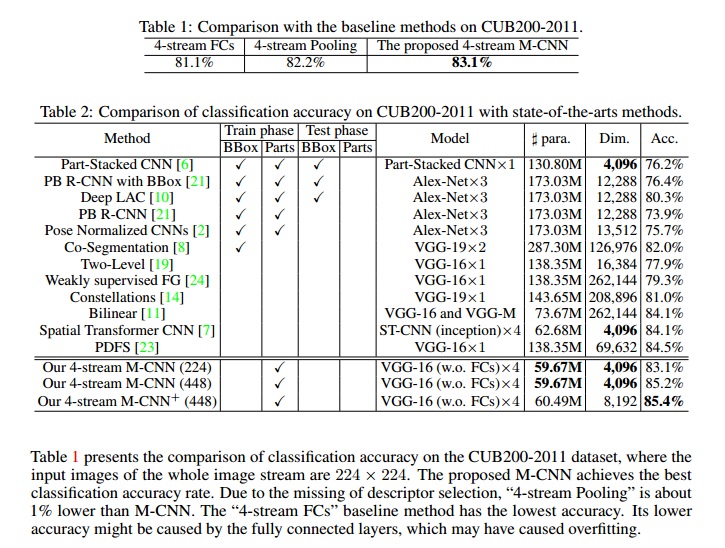 Table 1: Comparison with the baseline methods on CUB200-2011.
4-stream FCs 4-stream Pooling The proposed 4-stream M-CNN
81.1% 82.2% 83.1%
Table 2: Comparison of classification accuracy on CUB200-2011 with state-of-the-arts methods.
Method Train phase Test phase Model ♯ para. Dim. Acc.
BBox Parts BBox Parts
Part-Stacked CNN [6] ✓ ✓ ✓ Part-Stacked CNN×1 130.80M 4,096 76.2%
PB R-CNN with BBox [21] ✓ ✓ ✓ Alex-Net×3 173.03M 12,288 76.4%
Deep LAC [10] ✓ ✓ ✓ Alex-Net×3 173.03M 12,288 80.3%
PB R-CNN [21] ✓ ✓ Alex-Net×3 173.03M 12,288 73.9%
Pose Normalized CNNs [2] ✓ ✓ Alex-Net×3 173.03M 13,512 75.7%
Co-Segmentation [8] ✓ VGG-19×2 287.30M 126,976 82.0%
Two-Level [19] VGG-16×1 138.35M 16,384 77.9%
Weakly supervised FG [24] VGG-16×1 138.35M 262,144 79.3%
Constellations [14] VGG-19×1 143.65M 208,896 81.0%
Bilinear [11] VGG-16 and VGG-M 73.67M 262,144 84.1%
Spatial Transformer CNN [7] ST-CNN (inception)×4 62.68M 4,096 84.1%
PDFS [23] VGG-16×1 138.35M 69,632 84.5%
Our 4-stream M-CNN (224) ✓ VGG-16 (w.o. FCs)×4 59.67M 4,096 83.1%
Our 4-stream M-CNN (448) ✓ VGG-16 (w.o. FCs)×4 59.67M 4,096 85.2%
Our 4-stream M-CNN⁺ (448) ✓ VGG-16 (w.o. FCs)×4 60.49M 8,192 85.4%
Table 1 presents the comparison of classification accuracy on the CUB200-2011 dataset, where the
input images of the whole image stream are 224 × 224. The proposed M-CNN achieves the best
classification accuracy rate. Due to the missing of descriptor selection, “4-stream Pooling” is about
1% lower than M-CNN. The “4-stream FCs” baseline method has the lowest accuracy. Its lower
accuracy might be caused by the fully connected layers, which may have caused overfitting.